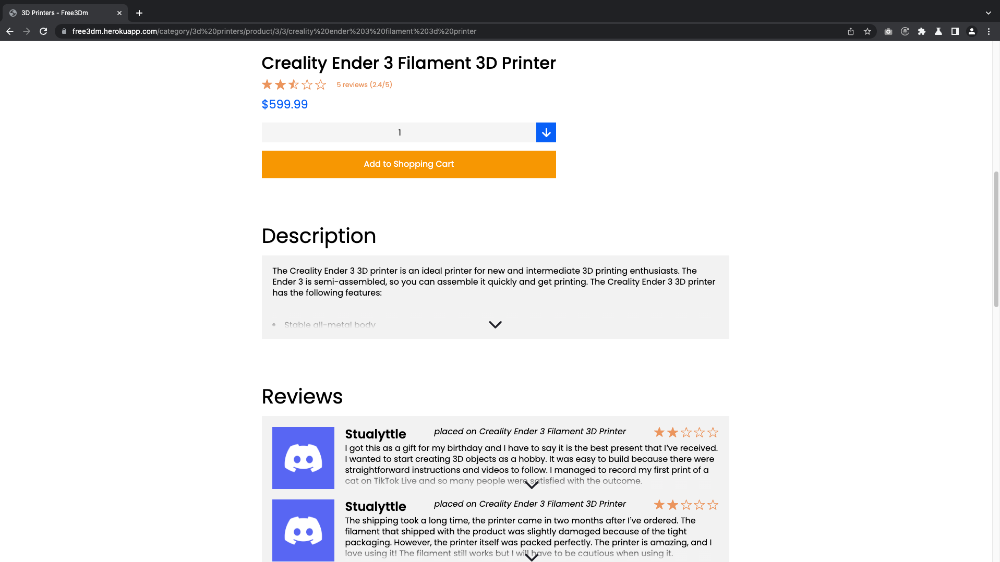 3D Printers - Free3Dm
free3dm.herokuapp.com/category/3d%20printers/product/3/3/creality%20ender%203%20filament%203d%20printer
Creality Ender 3 Filament 3D Printer
5 reviews (2.4/5)
$599.99
1
Add to Shopping Cart
Description
The Creality Ender 3 3D printer is an ideal printer for new and intermediate 3D printing enthusiasts. The
Ender 3 is semi-assembled, so you can assemble it quickly and get printing. The Creality Ender 3 3D printer
has the following features:
• Stable all-metal body
Reviews
Stualyttle placed on Creality Ender 3 Filament 3D Printer
I got this as a gift for my birthday and I have to say it is the best present that I've received.
I wanted to start creating 3D objects as a hobby. It was easy to build because there were
straightforward instructions and videos to follow. I managed to record my first print of a
cat on TikTok Live and so many people were satisfied with the outcome.
Stualyttle placed on Creality Ender 3 Filament 3D Printer
The shipping took a long time, the printer came in two months after I've ordered. The
filament that shipped with the product was slightly damaged because of the tight
packaging. However, the printer itself was packed perfectly. The printer is amazing, and I
love using it! The filament still works but I will have to be cautious when using it.